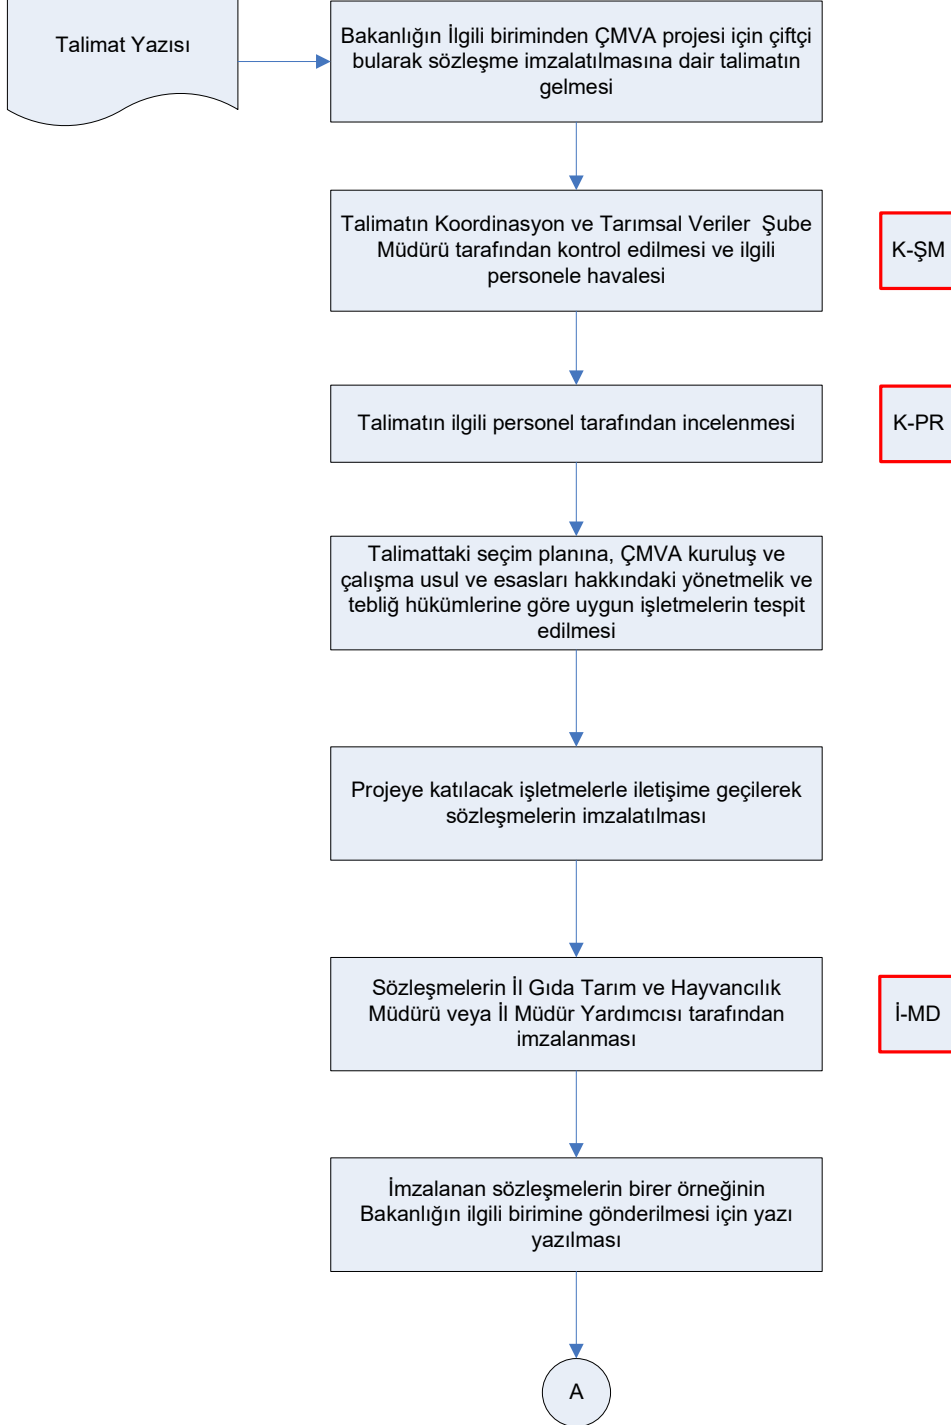 Talimat Yazısı
Bakanlığın İlgili biriminden ÇMVA projesi için çiftçi
bularak sözleşme imzalatılmasına dair talimatın
gelmesi
Talimatın Koordinasyon ve Tarımsal Veriler  Şube
Müdürü tarafından kontrol edilmesi ve ilgili
personele havalesi
K-ŞM
Talimatın ilgili personel tarafından incelenmesi
K-PR
Talimattaki seçim planına, ÇMVA kuruluş ve
çalışma usul ve esasları hakkındaki yönetmelik ve
tebliğ hükümlerine göre uygun işletmelerin tespit
edilmesi
Projeye katılacak işletmelerle iletişime geçilerek
sözleşmelerin imzalatılması
Sözleşmelerin İl Gıda Tarım ve Hayvancılık
Müdürü veya İl Müdür Yardımcısı tarafından
imzalanması
İ-MD
İmzalanan sözleşmelerin birer örneğinin
Bakanlığın ilgili birimine gönderilmesi için yazı
yazılması
A